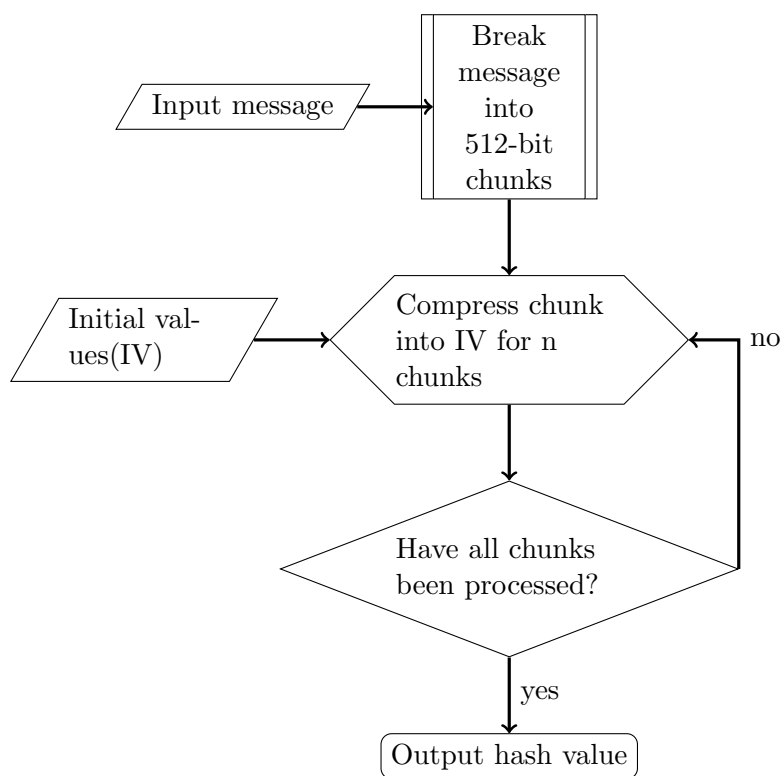 Break
message
into
512-bit
chunks
Input message
Initial val-
ues(IV)
Compress chunk
into IV for n
chunks
no
Have all chunks
been processed?
yes
Output hash value